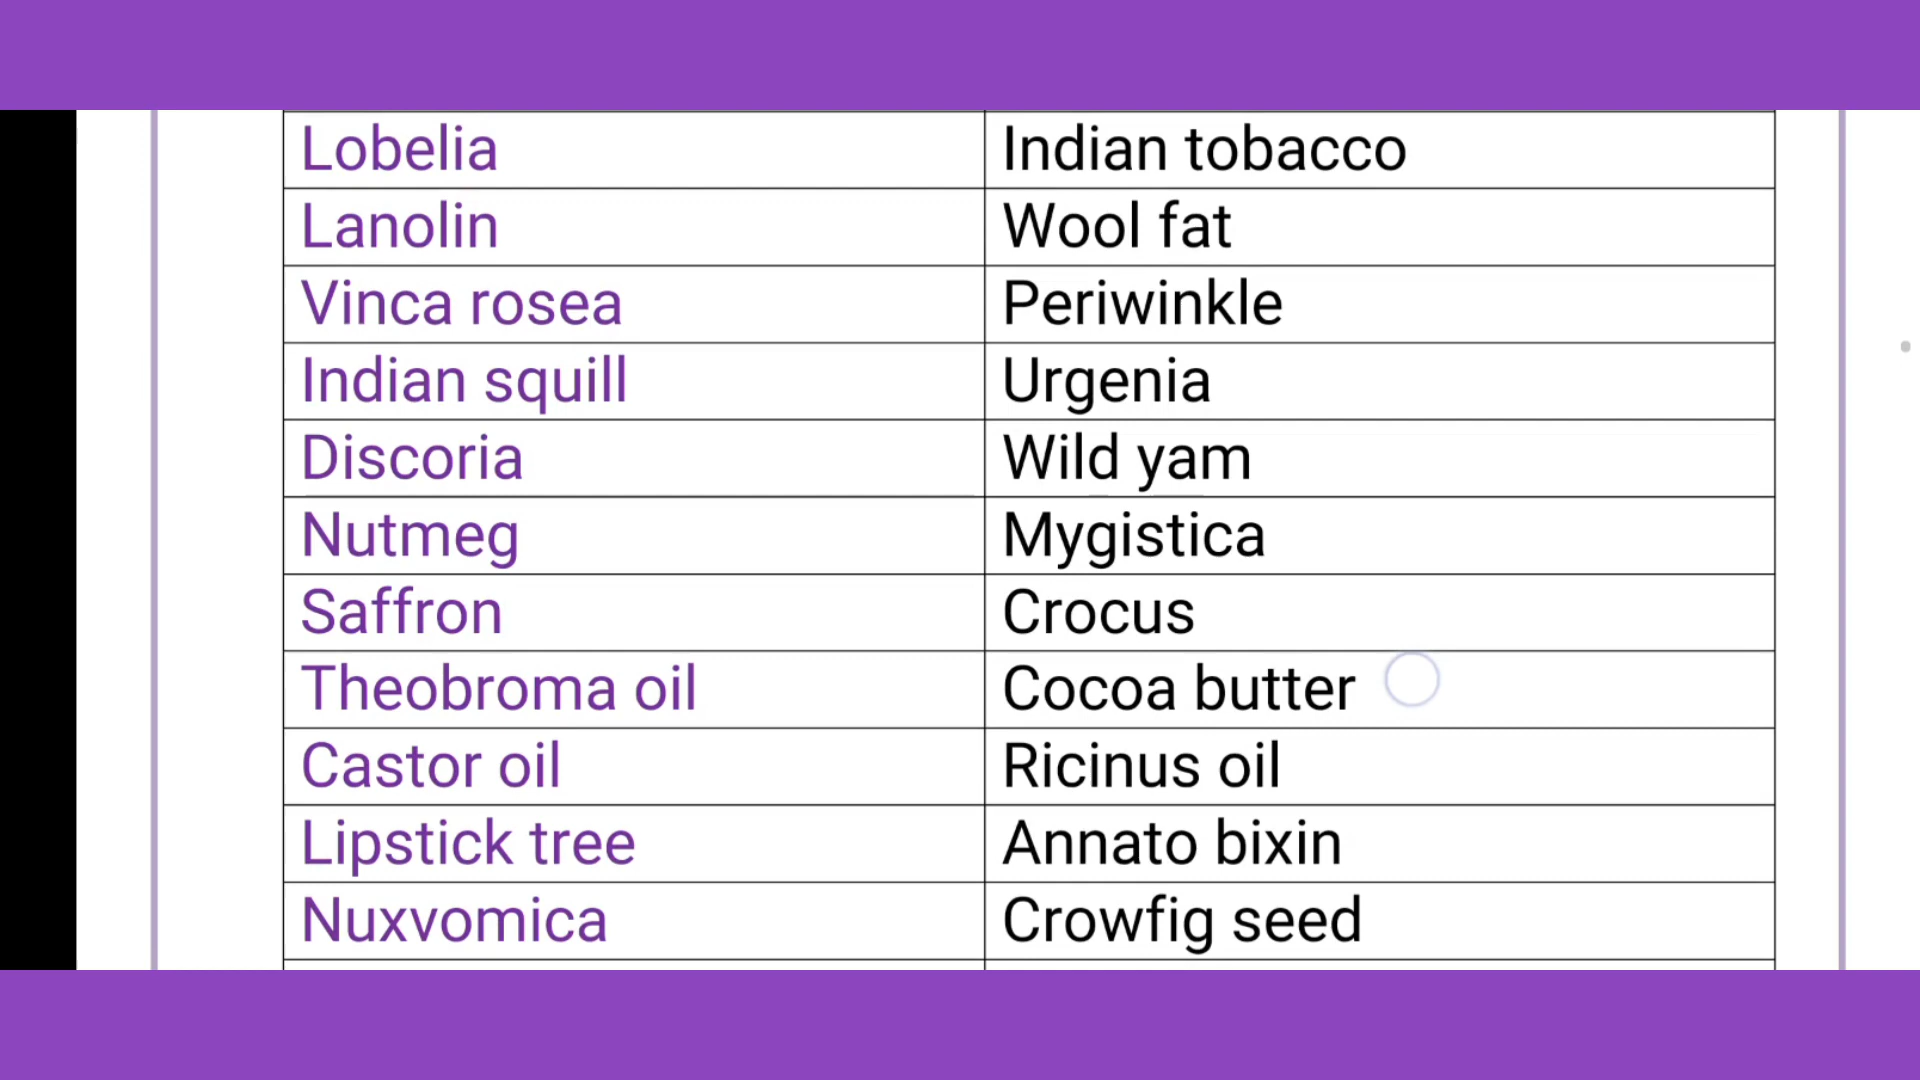 Lobelia Indian tobacco
Lanolin Wool fat
Vinca rosea Periwinkle
Indian squill Urgenia
Discoria Wild yam
Nutmeg Mygistica
Saffron Crocus
Theobroma oil Cocoa butter
Castor oil Ricinus oil
Lipstick tree Annato bixin
Nuxvomica Crowfig seed